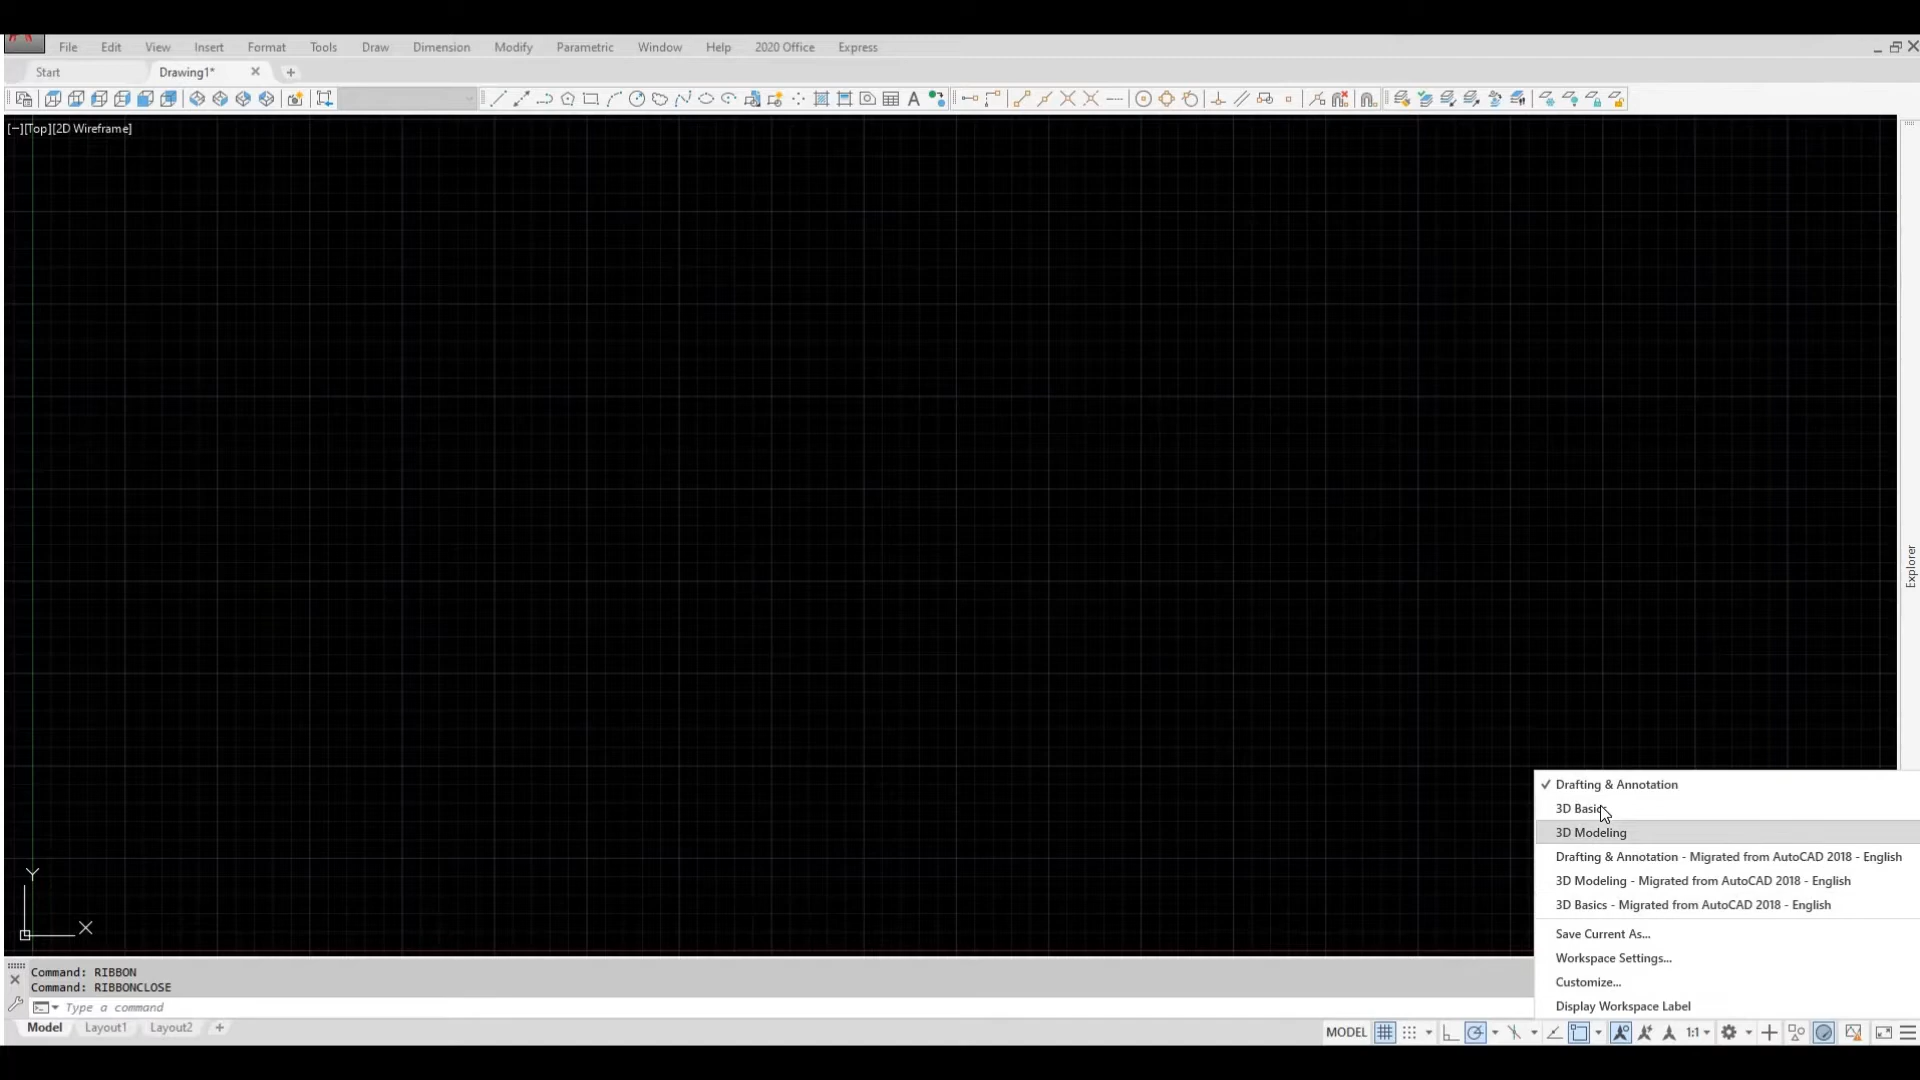 File Edit View Insert Format Tools Draw Dimension Modify Parametric Window Help 2020 Office Express
Start Drawing1*
[−][Top][2D Wireframe]
Explorer
Drafting & Annotation
3D Basics
3D Modeling
Drafting & Annotation - Migrated from AutoCAD 2018 - English
3D Modeling - Migrated from AutoCAD 2018 - English
3D Basics - Migrated from AutoCAD 2018 - English
Save Current As...
Workspace Settings...
Customize...
Display Workspace Label
Y
X
Command: RIBBON
Command: RIBBONCLOSE
Type a command
Model Layout1 Layout2 +
MODEL 1:1